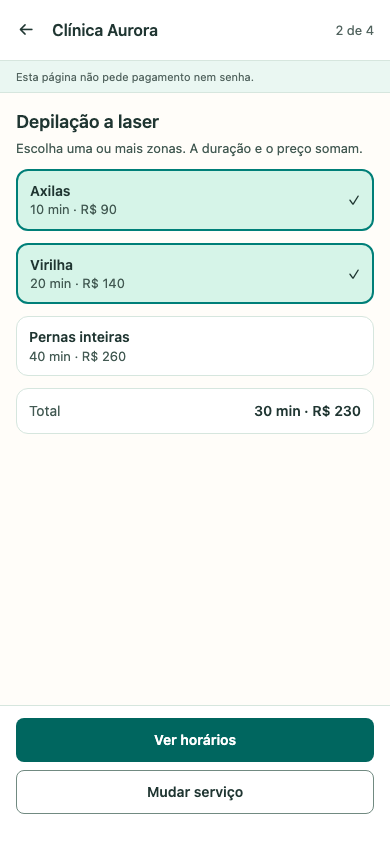 Clínica Aurora
2 de 4
Esta página não pede pagamento nem senha.
Depilação a laser
Escolha uma ou mais zonas. A duração e o preço somam.
Axilas
10 min · R$ 90
Virilha
20 min · R$ 140
Pernas inteiras
40 min · R$ 260
Total
30 min · R$ 230
Ver horários
Mudar serviço